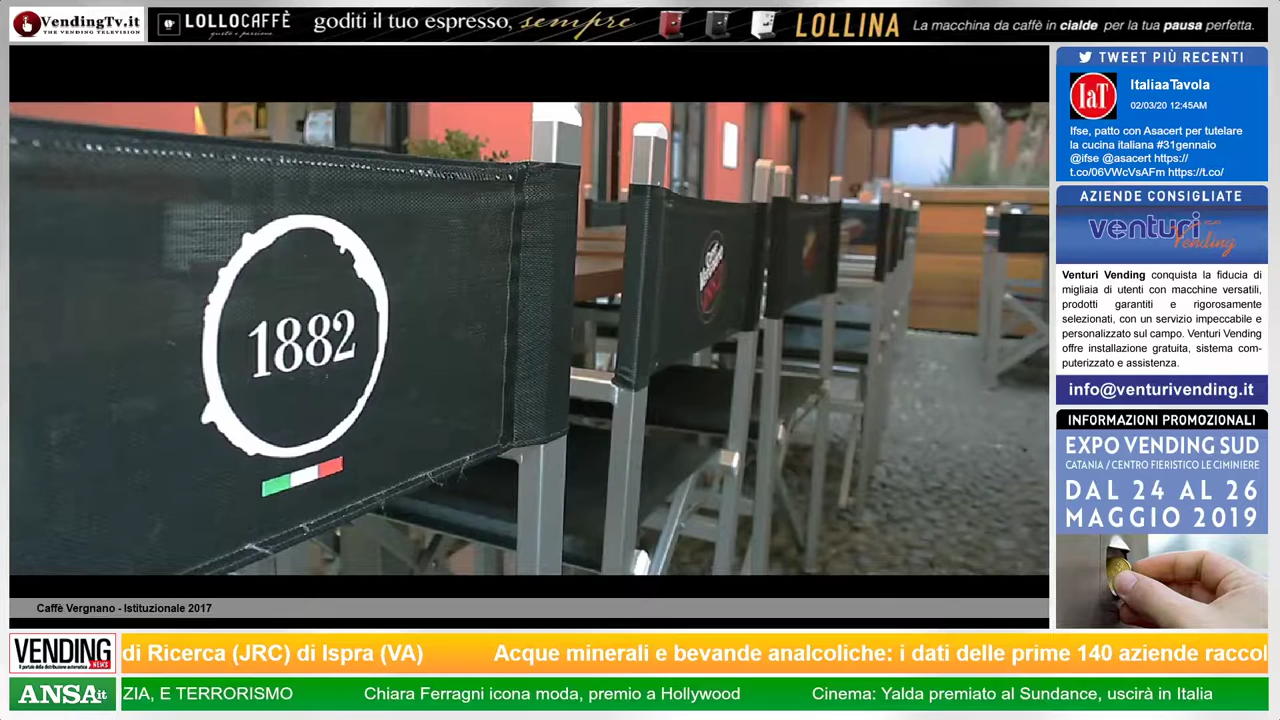 VendingTv.it
THE VENDING TELEVISION
LOLLOCAFFÈ
gusto e passione
goditi il tuo espresso, sempre
LOLLINA
La macchina da caffè in cialde per la tua pausa perfetta.
TWEET PIÙ RECENTI
IaT
ItaliaaTavola
02/03/20 12:45AM
Ifse, patto con Asacert per tutelare
la cucina italiana #31gennaio
@ifse @asacert https://
t.co/06VWcVsAFm https://t.co/
AZIENDE CONSIGLIATE
venturi
Vending
Venturi Vending conquista la fiducia di
migliaia di utenti con macchine versatili,
prodotti garantiti e rigorosamente
selezionati, con un servizio impeccabile e
personalizzato sul campo. Venturi Vending
offre installazione gratuita, sistema com-
puterizzato e assistenza.
info@venturivending.it
INFORMAZIONI PROMOZIONALI
EXPO VENDING SUD
CATANIA / CENTRO FIERISTICO LE CIMINIERE
DAL 24 AL 26
MAGGIO 2019
1882
Caffè Vergnano - Istituzionale 2017
VENDING
NEWS
Il portale della distribuzione automatica
di Ricerca (JRC) di Ispra (VA) Acque minerali e bevande analcoliche: i dati delle prime 140 aziende raccol
ANSA.it
ZIA, E TERRORISMO Chiara Ferragni icona moda, premio a Hollywood Cinema: Yalda premiato al Sundance, uscirà in Italia